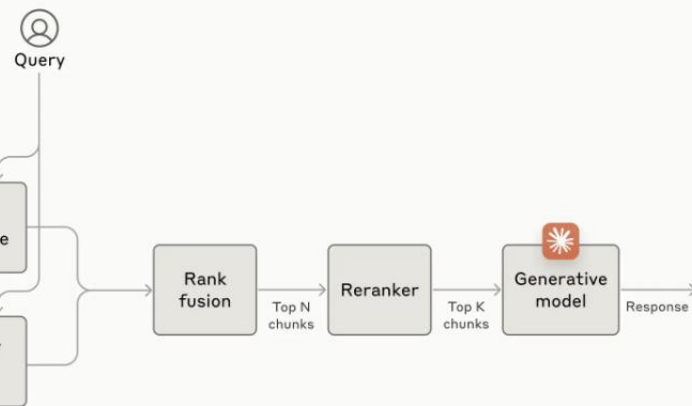 Query
e
Rank
fusion
Top N
chunks
Reranker
Top K
chunks
Generative
model
Response